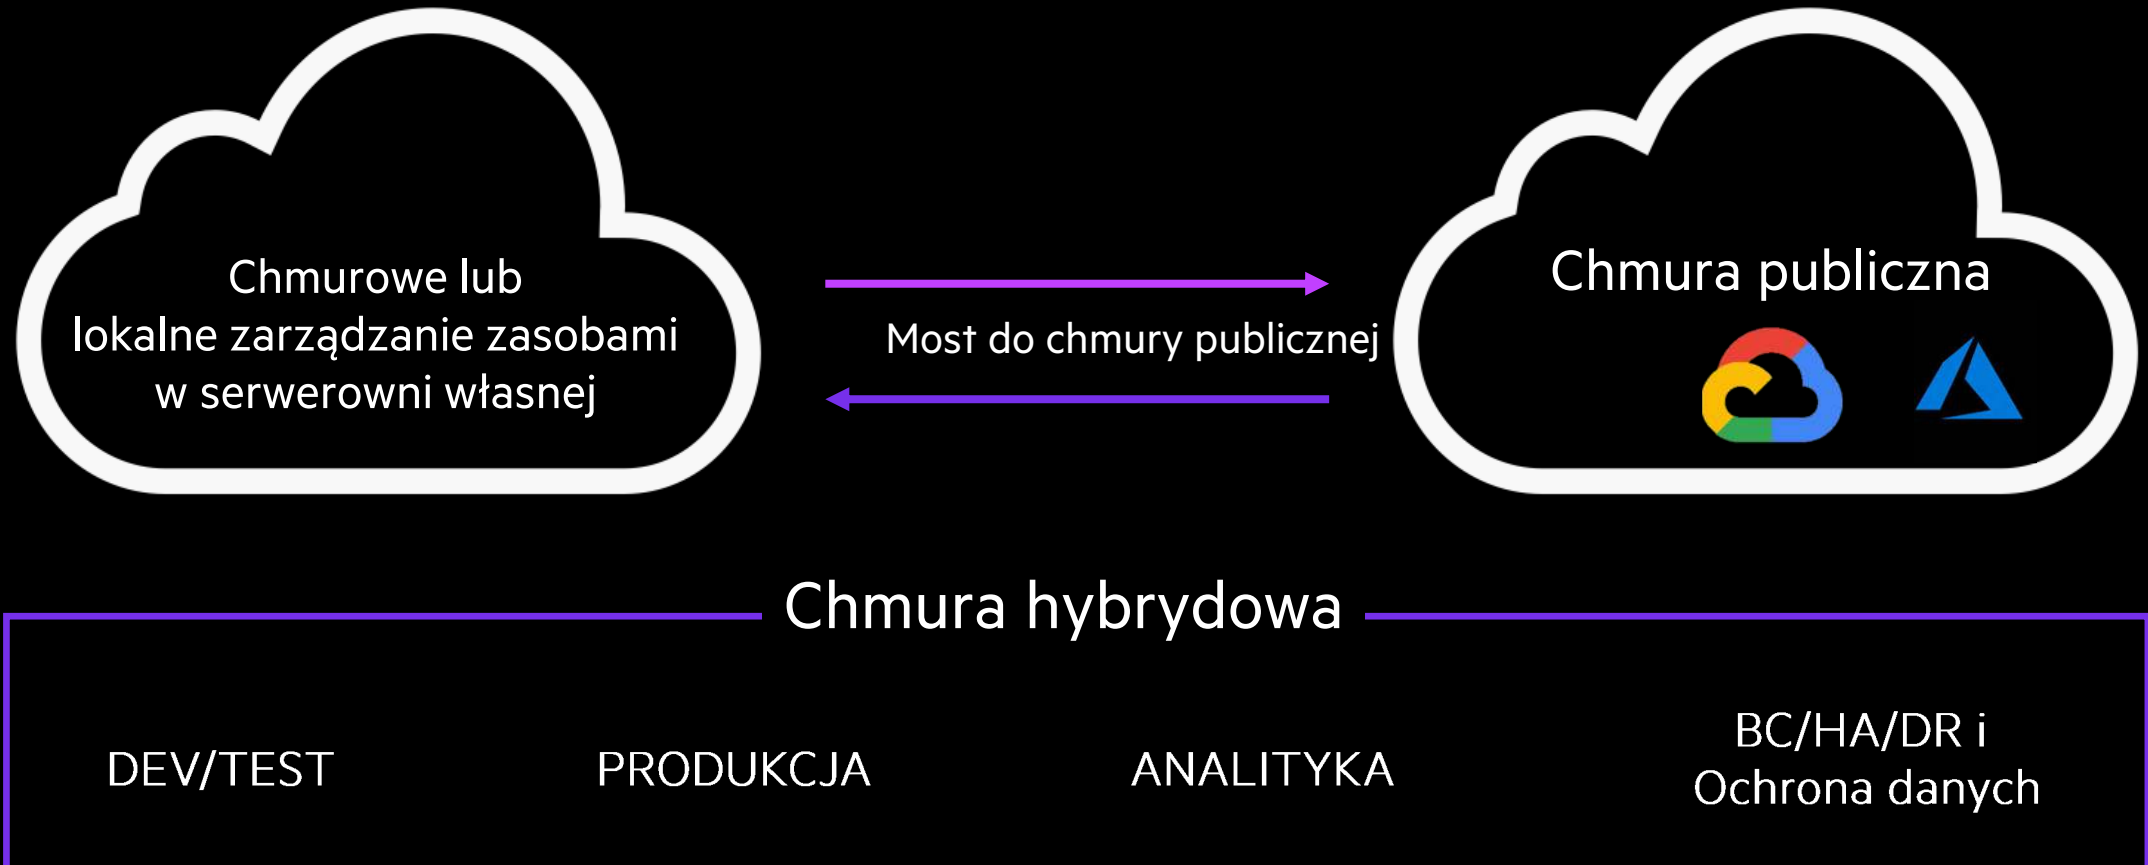 Chmurowe lub
lokalne zarządzanie zasobami
w serwerowni własnej
Most do chmury publicznej
Chmura publiczna
Chmura hybrydowa
DEV/TEST
PRODUKCJA
ANALITYKA
BC/HA/DR i
Ochrona danych